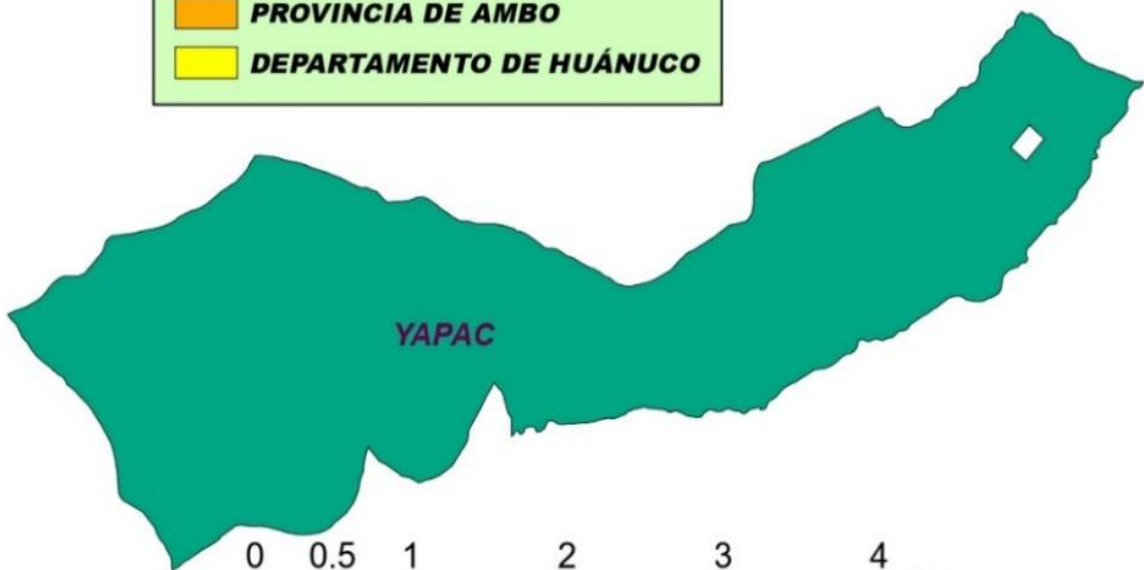 PROVINCIA DE AMBO
DEPARTAMENTO DE HUÁNUCO
YAPAC
0 0.5 1 2 3 4